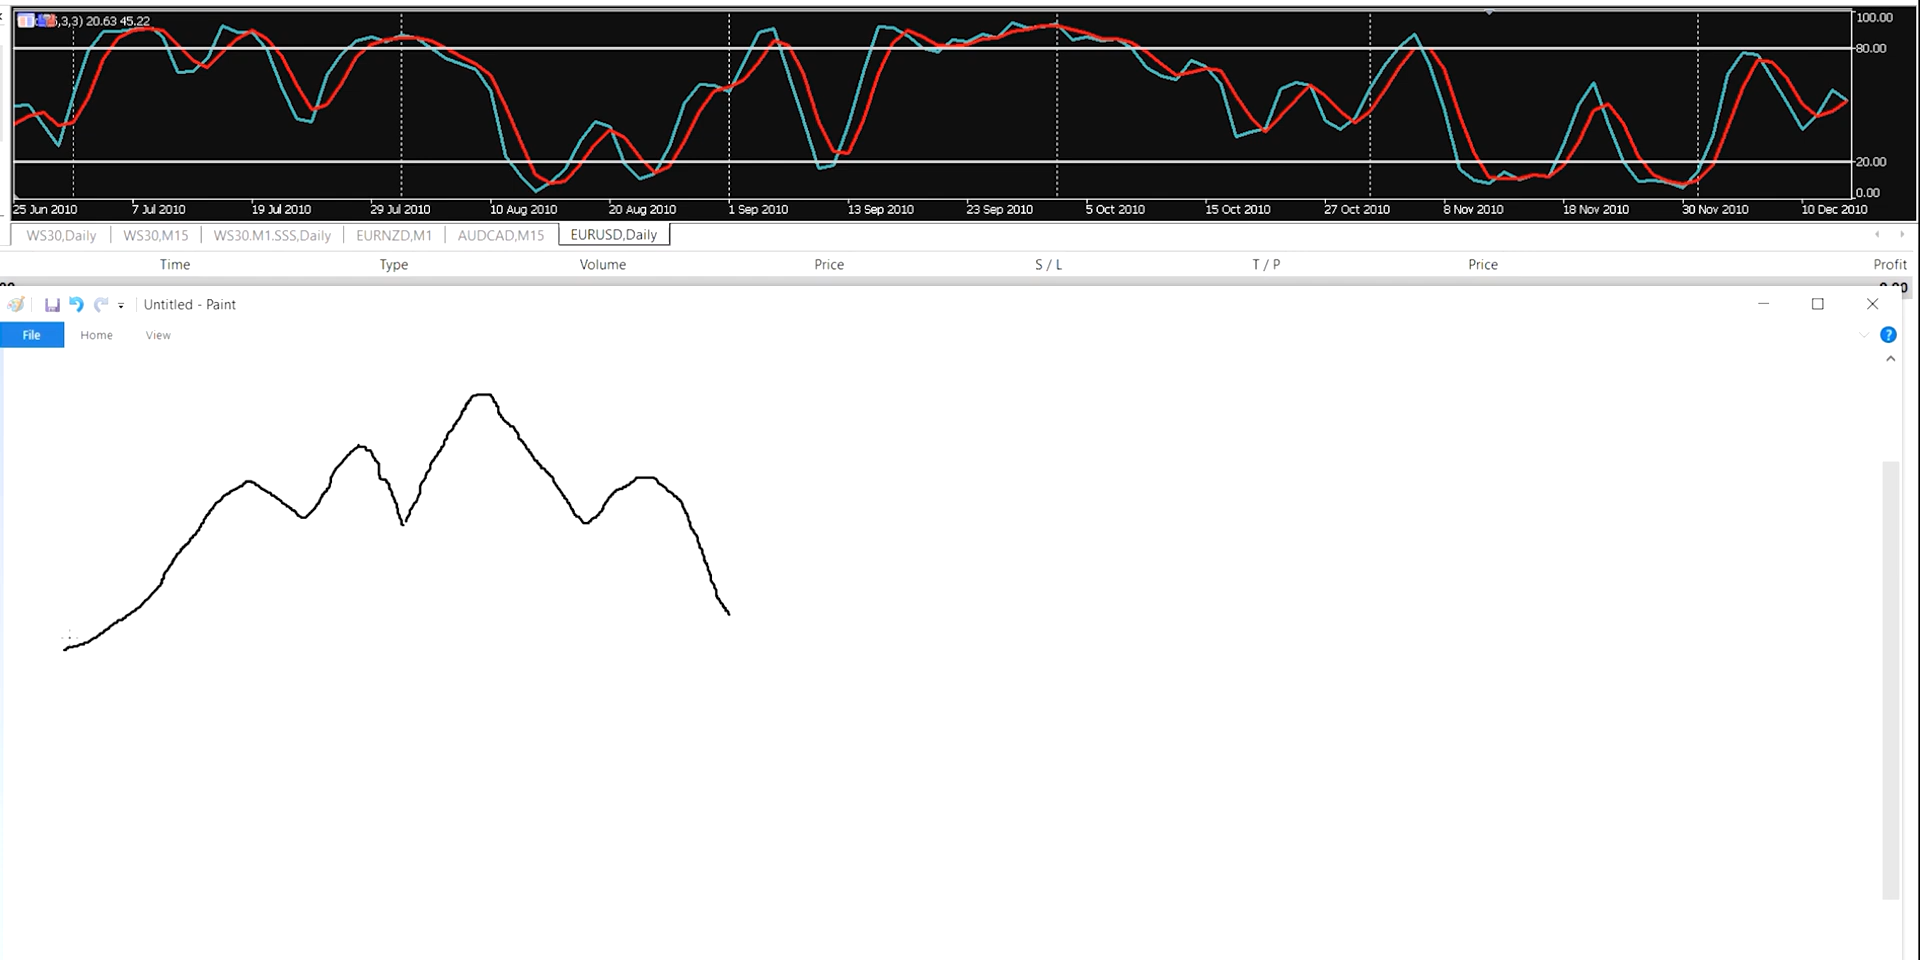 ,3,3) 20.63 45.22
100.00
80.00
20.00
0.00
25 Jun 2010 7 Jul 2010 19 Jul 2010 29 Jul 2010 10 Aug 2010 20 Aug 2010 1 Sep 2010 13 Sep 2010 23 Sep 2010 5 Oct 2010 15 Oct 2010 27 Oct 2010 8 Nov 2010 18 Nov 2010 30 Nov 2010 10 Dec 2010
WS30,Daily WS30,M15 WS30.M1.SSS,Daily EURNZD,M1 AUDCAD,M15 EURUSD,Daily
Time Type Volume Price S / L T / P Price Profit
Untitled - Paint
File Home View
?